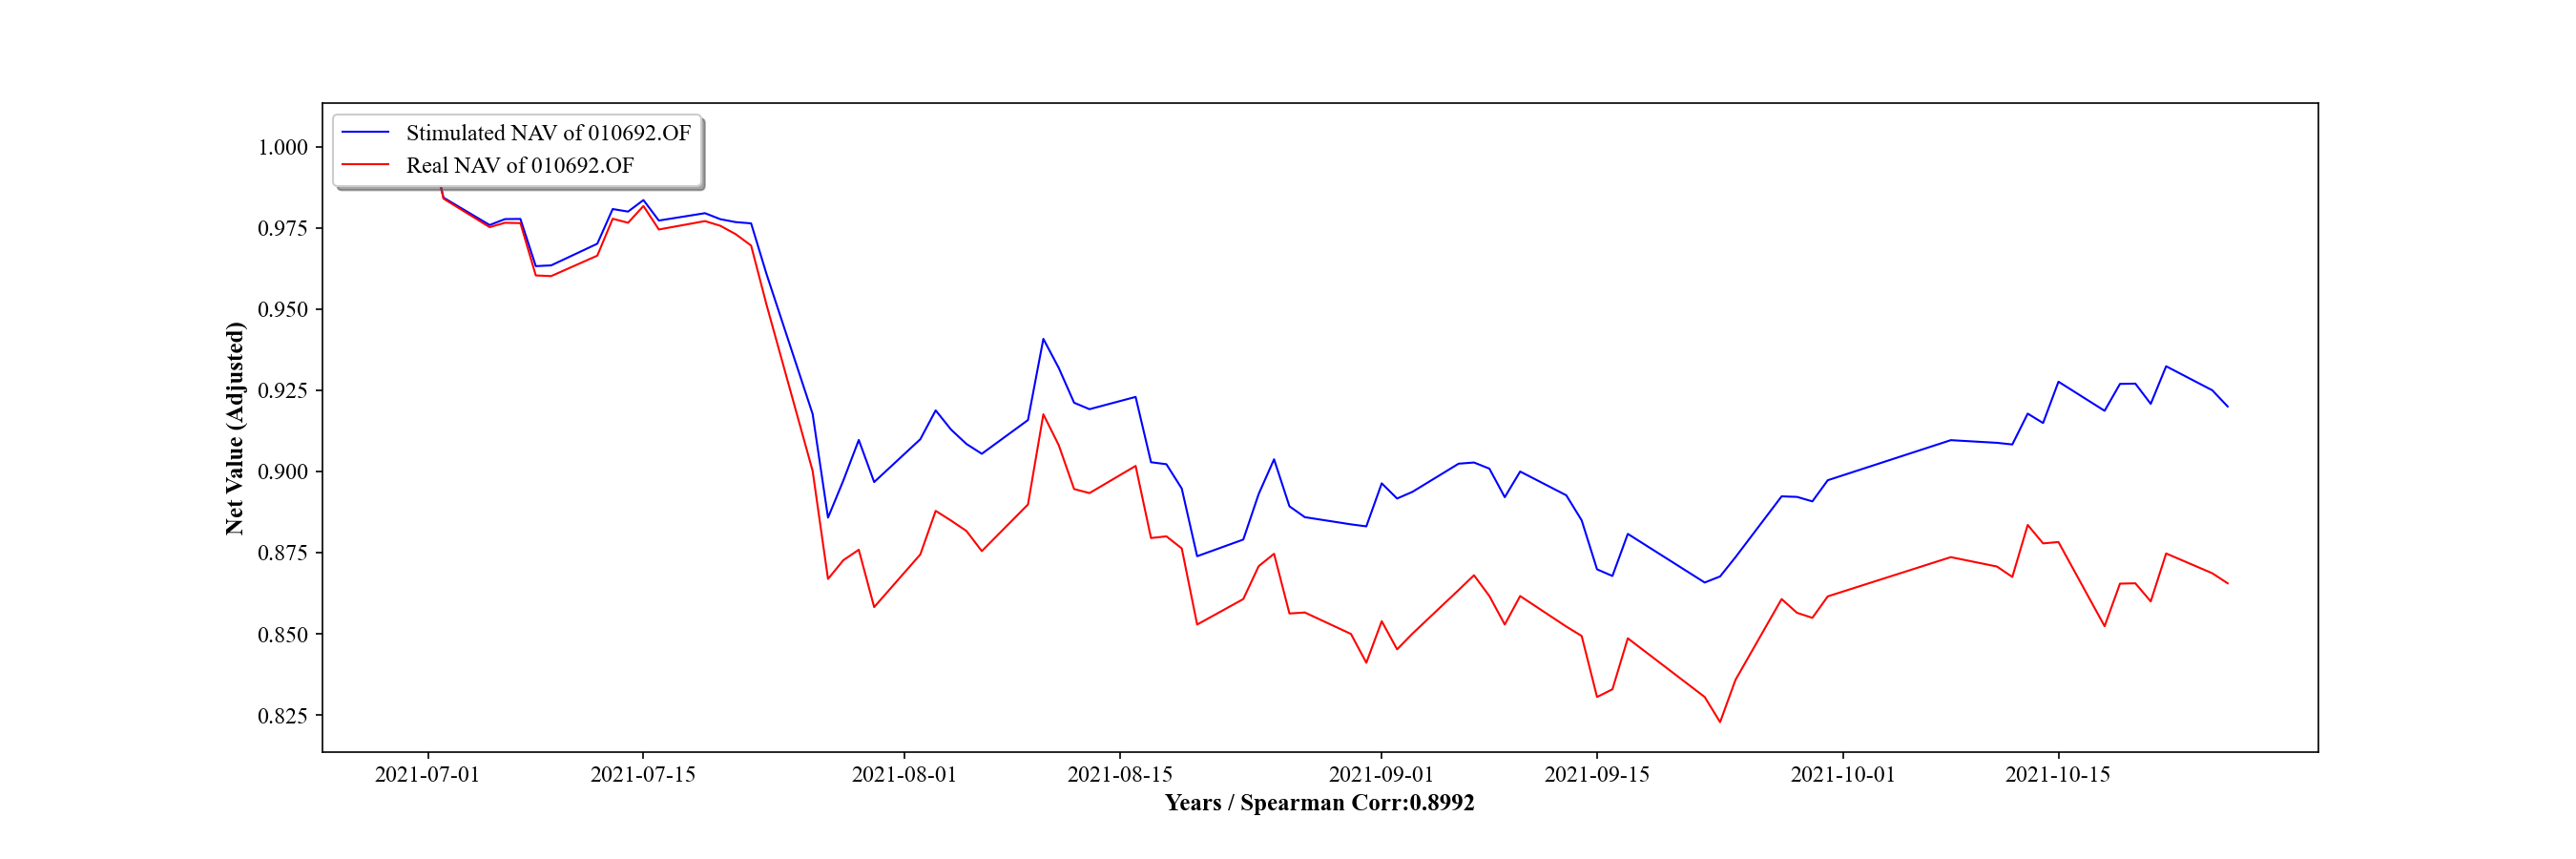 Stimulated NAV of 010692.OF
Real NAV of 010692.OF
1.000
0.975
0.950
0.925
0.900
0.875
0.850
0.825
Net Value (Adjusted)
2021-07-01 2021-07-15 2021-08-01 2021-08-15 2021-09-01 2021-09-15 2021-10-01 2021-10-15
Years / Spearman Corr:0.8992